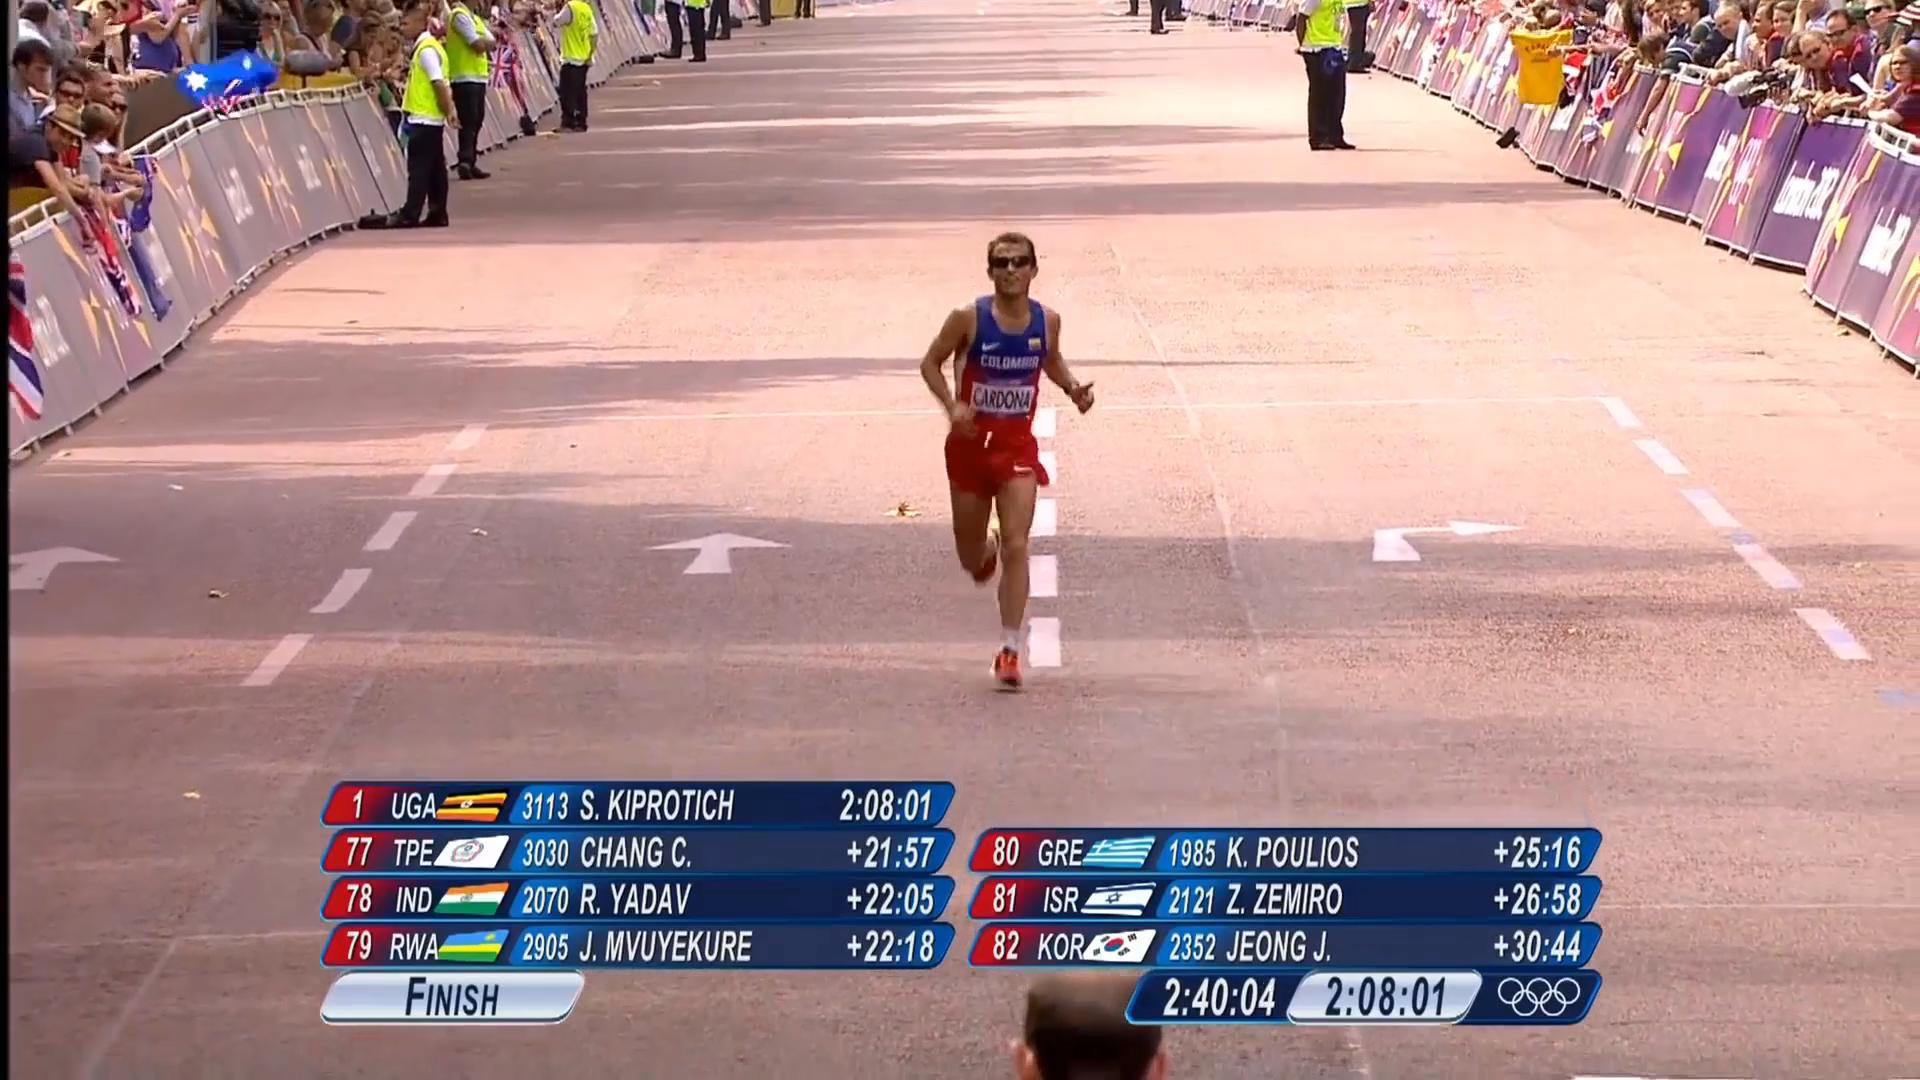 London 2012
COLOMBIA
CARDONA
1 UGA 3113 S. KIPROTICH 2:08:01
77 TPE 3030 CHANG C. +21:57
78 IND 2070 R. YADAV +22:05
79 RWA 2905 J. MVUYEKURE +22:18
80 GRE 1985 K. POULIOS +25:16
81 ISR 2121 Z. ZEMIRO +26:58
82 KOR 2352 JEONG J. +30:44
FINISH
2:40:04 2:08:01